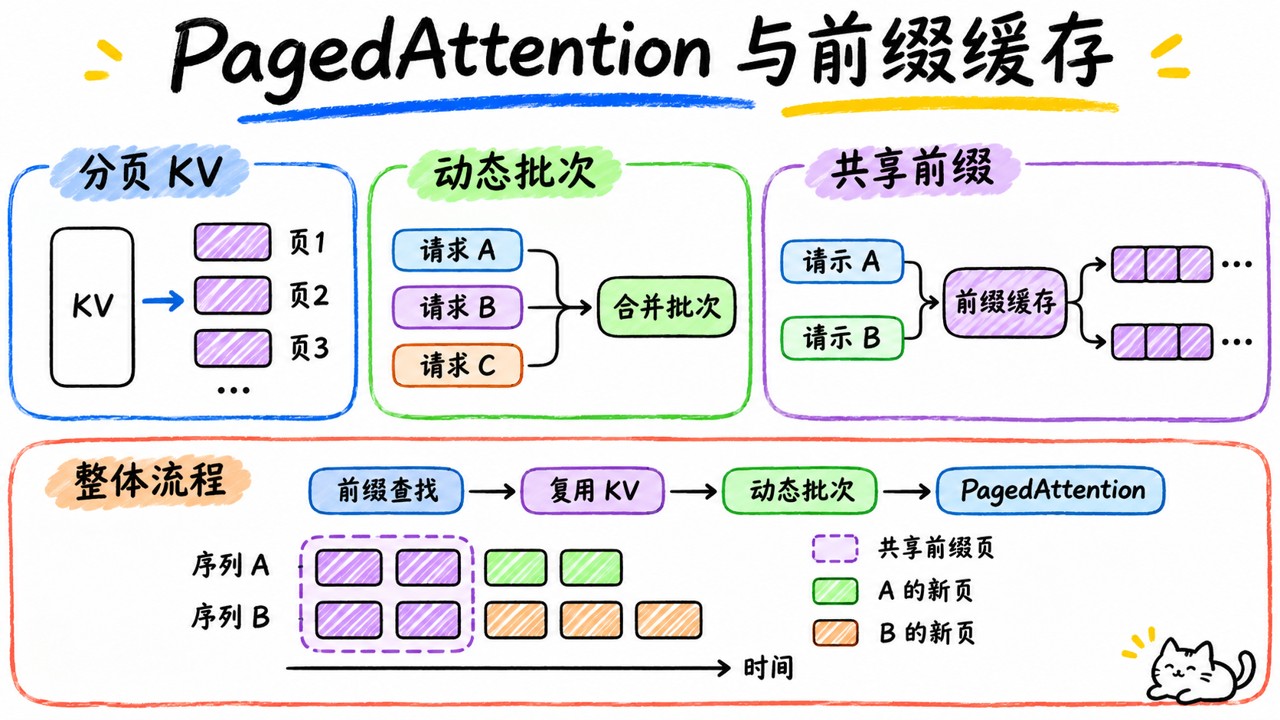 PagedAttention 与前缀缓存
分页 KV
KV
页1
页2
页3
...
动态批次
请求 A
请求 B
请求 C
合并批次
共享前缀
请示 A
请示 B
前缀缓存
...
...
整体流程
前缀查找
复用 KV
动态批次
PagedAttention
序列 A
序列 B
时间
共享前缀页
A 的新页
B 的新页